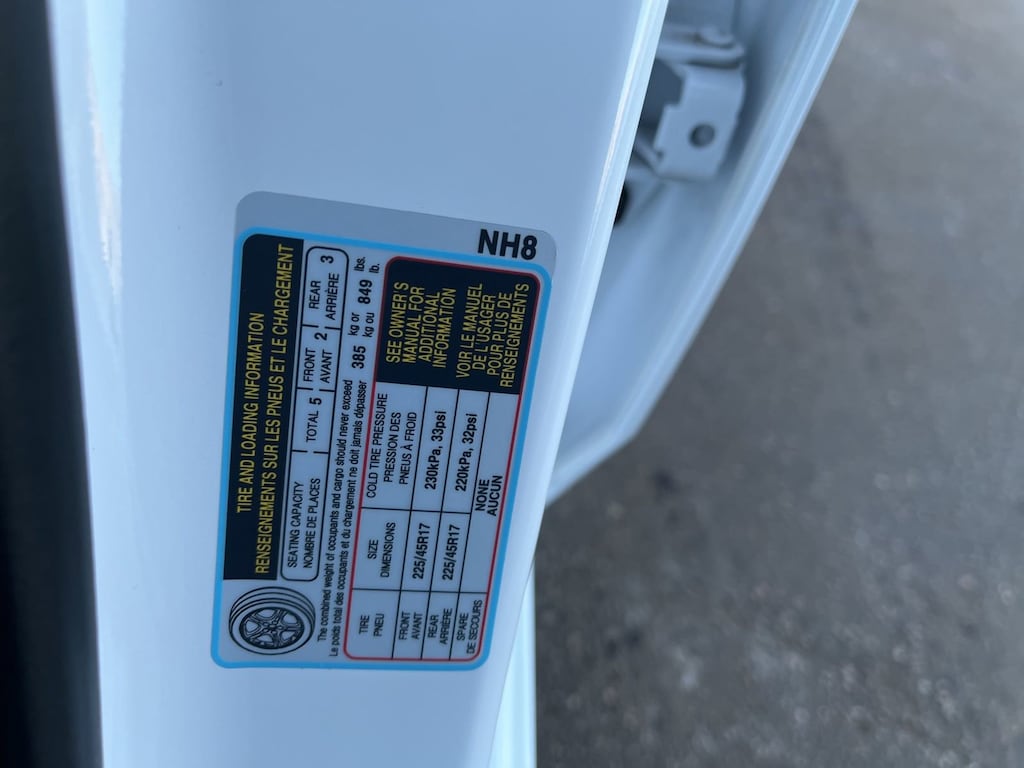 NH8
TIRE AND LOADING INFORMATION
RENSEIGNEMENTS SUR LES PNEUS ET LE CHARGEMENT
SEATING CAPACITY
NOMBRE DE PLACES
TOTAL 5
FRONT
AVANT
2
REAR
ARRIÈRE
3
The combined weight of occupants and cargo should never exceed 385 kg or 849 lbs.
Le poids total des occupants et du chargement ne doit jamais dépasser kg ou lb.
TIRE
PNEU
SIZE
DIMENSIONS
COLD TIRE PRESSURE
PRESSION DES
PNEUS À FROID
FRONT
AVANT
225/45R17
230kPa, 33psi
REAR
ARRIÈRE
225/45R17
220kPa, 32psi
SPARE
DE SECOURS
NONE
AUCUN
SEE OWNER'S
MANUAL FOR
ADDITIONAL
INFORMATION
VOIR LE MANUEL
DE L'USAGER
POUR PLUS DE
RENSEIGNEMENTS